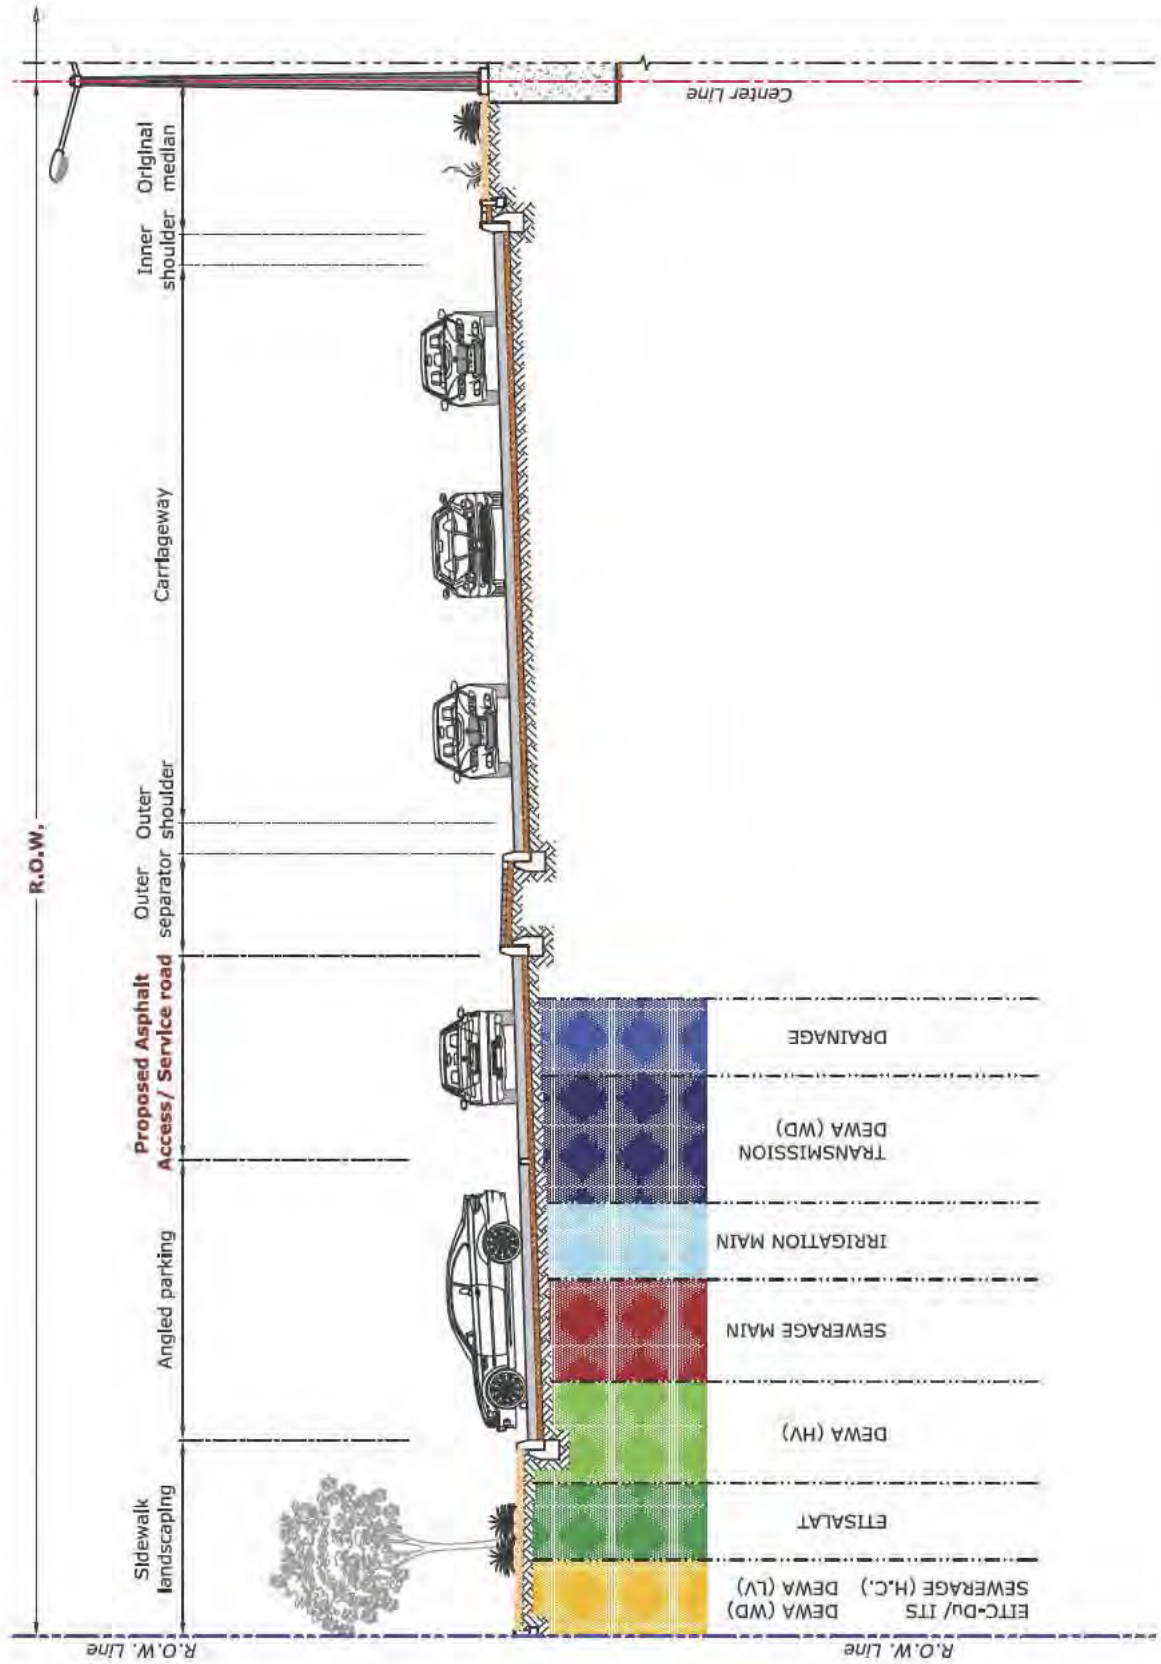 R.O.W.
Sidewalk
landscaping
Angled parking
Proposed Asphalt
Access/ Service road
Outer
separator
Outer
shoulder
Carriageway
Inner
shoulder
Original
median
R.O.W. Line
Center Line
R.O.W. Line
EITC-Du/ ITS
SEWERAGE (H.C.)
DEWA (WD)
DEWA (LV)
ETISALAT
DEWA (HV)
SEWERAGE MAIN
IRRIGATION MAIN
TRANSMISSION
DEWA (WD)
DRAINAGE